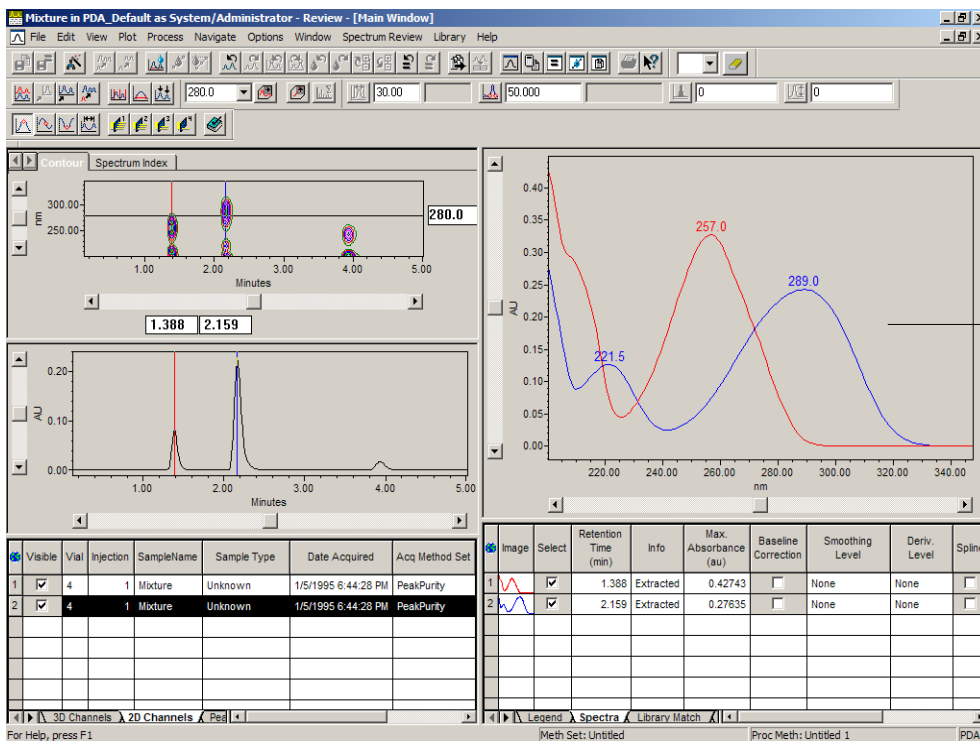 Mixture in PDA_Default as System/Administrator - Review - [Main Window]
File Edit View Plot Process Navigate Options Window Spectrum Review Library Help
280.0 30.00 50.000 0 0
Contour Spectrum Index
300.00
250.00
nm
280.0
1.00 2.00 3.00 4.00 5.00
Minutes
1.388 2.159
0.20
0.10
0.00
AU
1.00 2.00 3.00 4.00 5.00
Minutes
0.40
0.35
0.30
0.25
0.20
0.15
0.10
0.05
0.00
AU
257.0
289.0
221.5
220.00 240.00 260.00 280.00 300.00 320.00 340.00
nm
Visible Vial Injection SampleName Sample Type Date Acquired Acq Method Set
1 4 1 Mixture Unknown 1/5/1995 6:44:28 PM PeakPurity
2 4 1 Mixture Unknown 1/5/1995 6:44:28 PM PeakPurity
3D Channels 2D Channels Pea
Image Select Retention Time (min) Info Max. Absorbance (au) Baseline Correction Smoothing Level Deriv. Level Spline
1 1.388 Extracted 0.42743 None None
2 2.159 Extracted 0.27635 None None
Legend Spectra Library Match
For Help, press F1 Meth Set: Untitled Proc Meth: Untitled 1 PDA